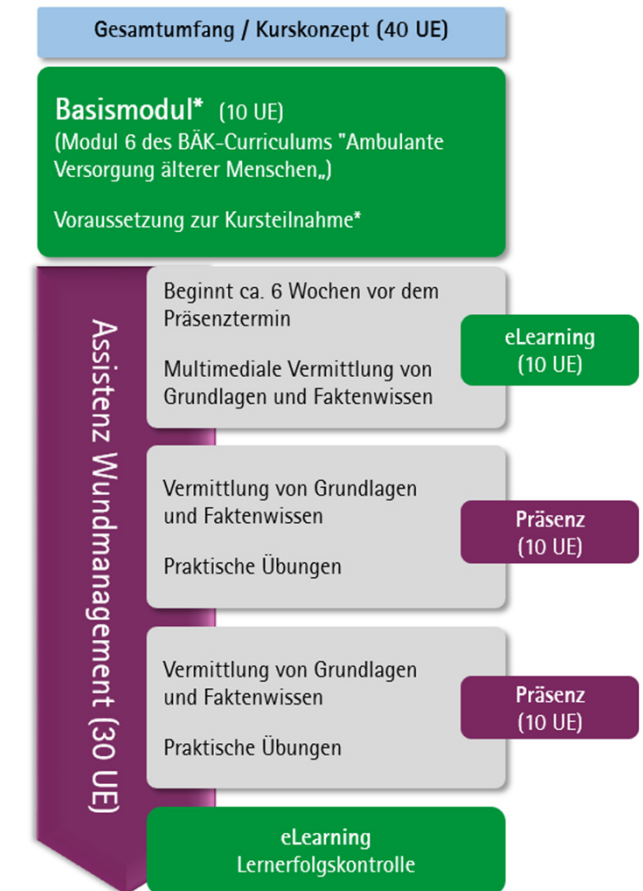 Gesamtumfang / Kurskonzept (40 UE)
Basismodul* (10 UE)
(Modul 6 des BÄK-Curriculums "Ambulante
Versorgung älterer Menschen„)
Voraussetzung zur Kursteilnahme*
Assistenz Wundmanagement (30 UE)
Beginnt ca. 6 Wochen vor dem
Präsenztermin
Multimediale Vermittlung von
Grundlagen und Faktenwissen
eLearning
(10 UE)
Vermittlung von Grundlagen
und Faktenwissen
Praktische Übungen
Präsenz
(10 UE)
Vermittlung von Grundlagen
und Faktenwissen
Praktische Übungen
Präsenz
(10 UE)
eLearning
Lernerfolgskontrolle